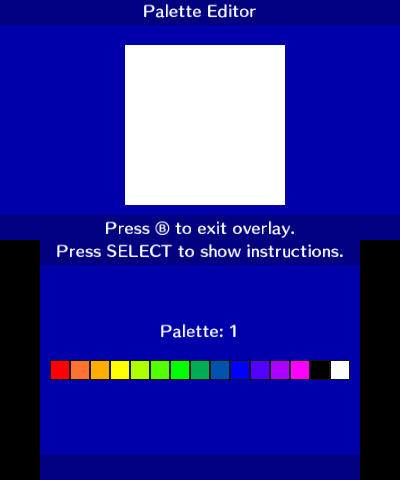 Palette Editor
Press Ⓑ to exit overlay.
Press SELECT to show instructions.
Palette: 1